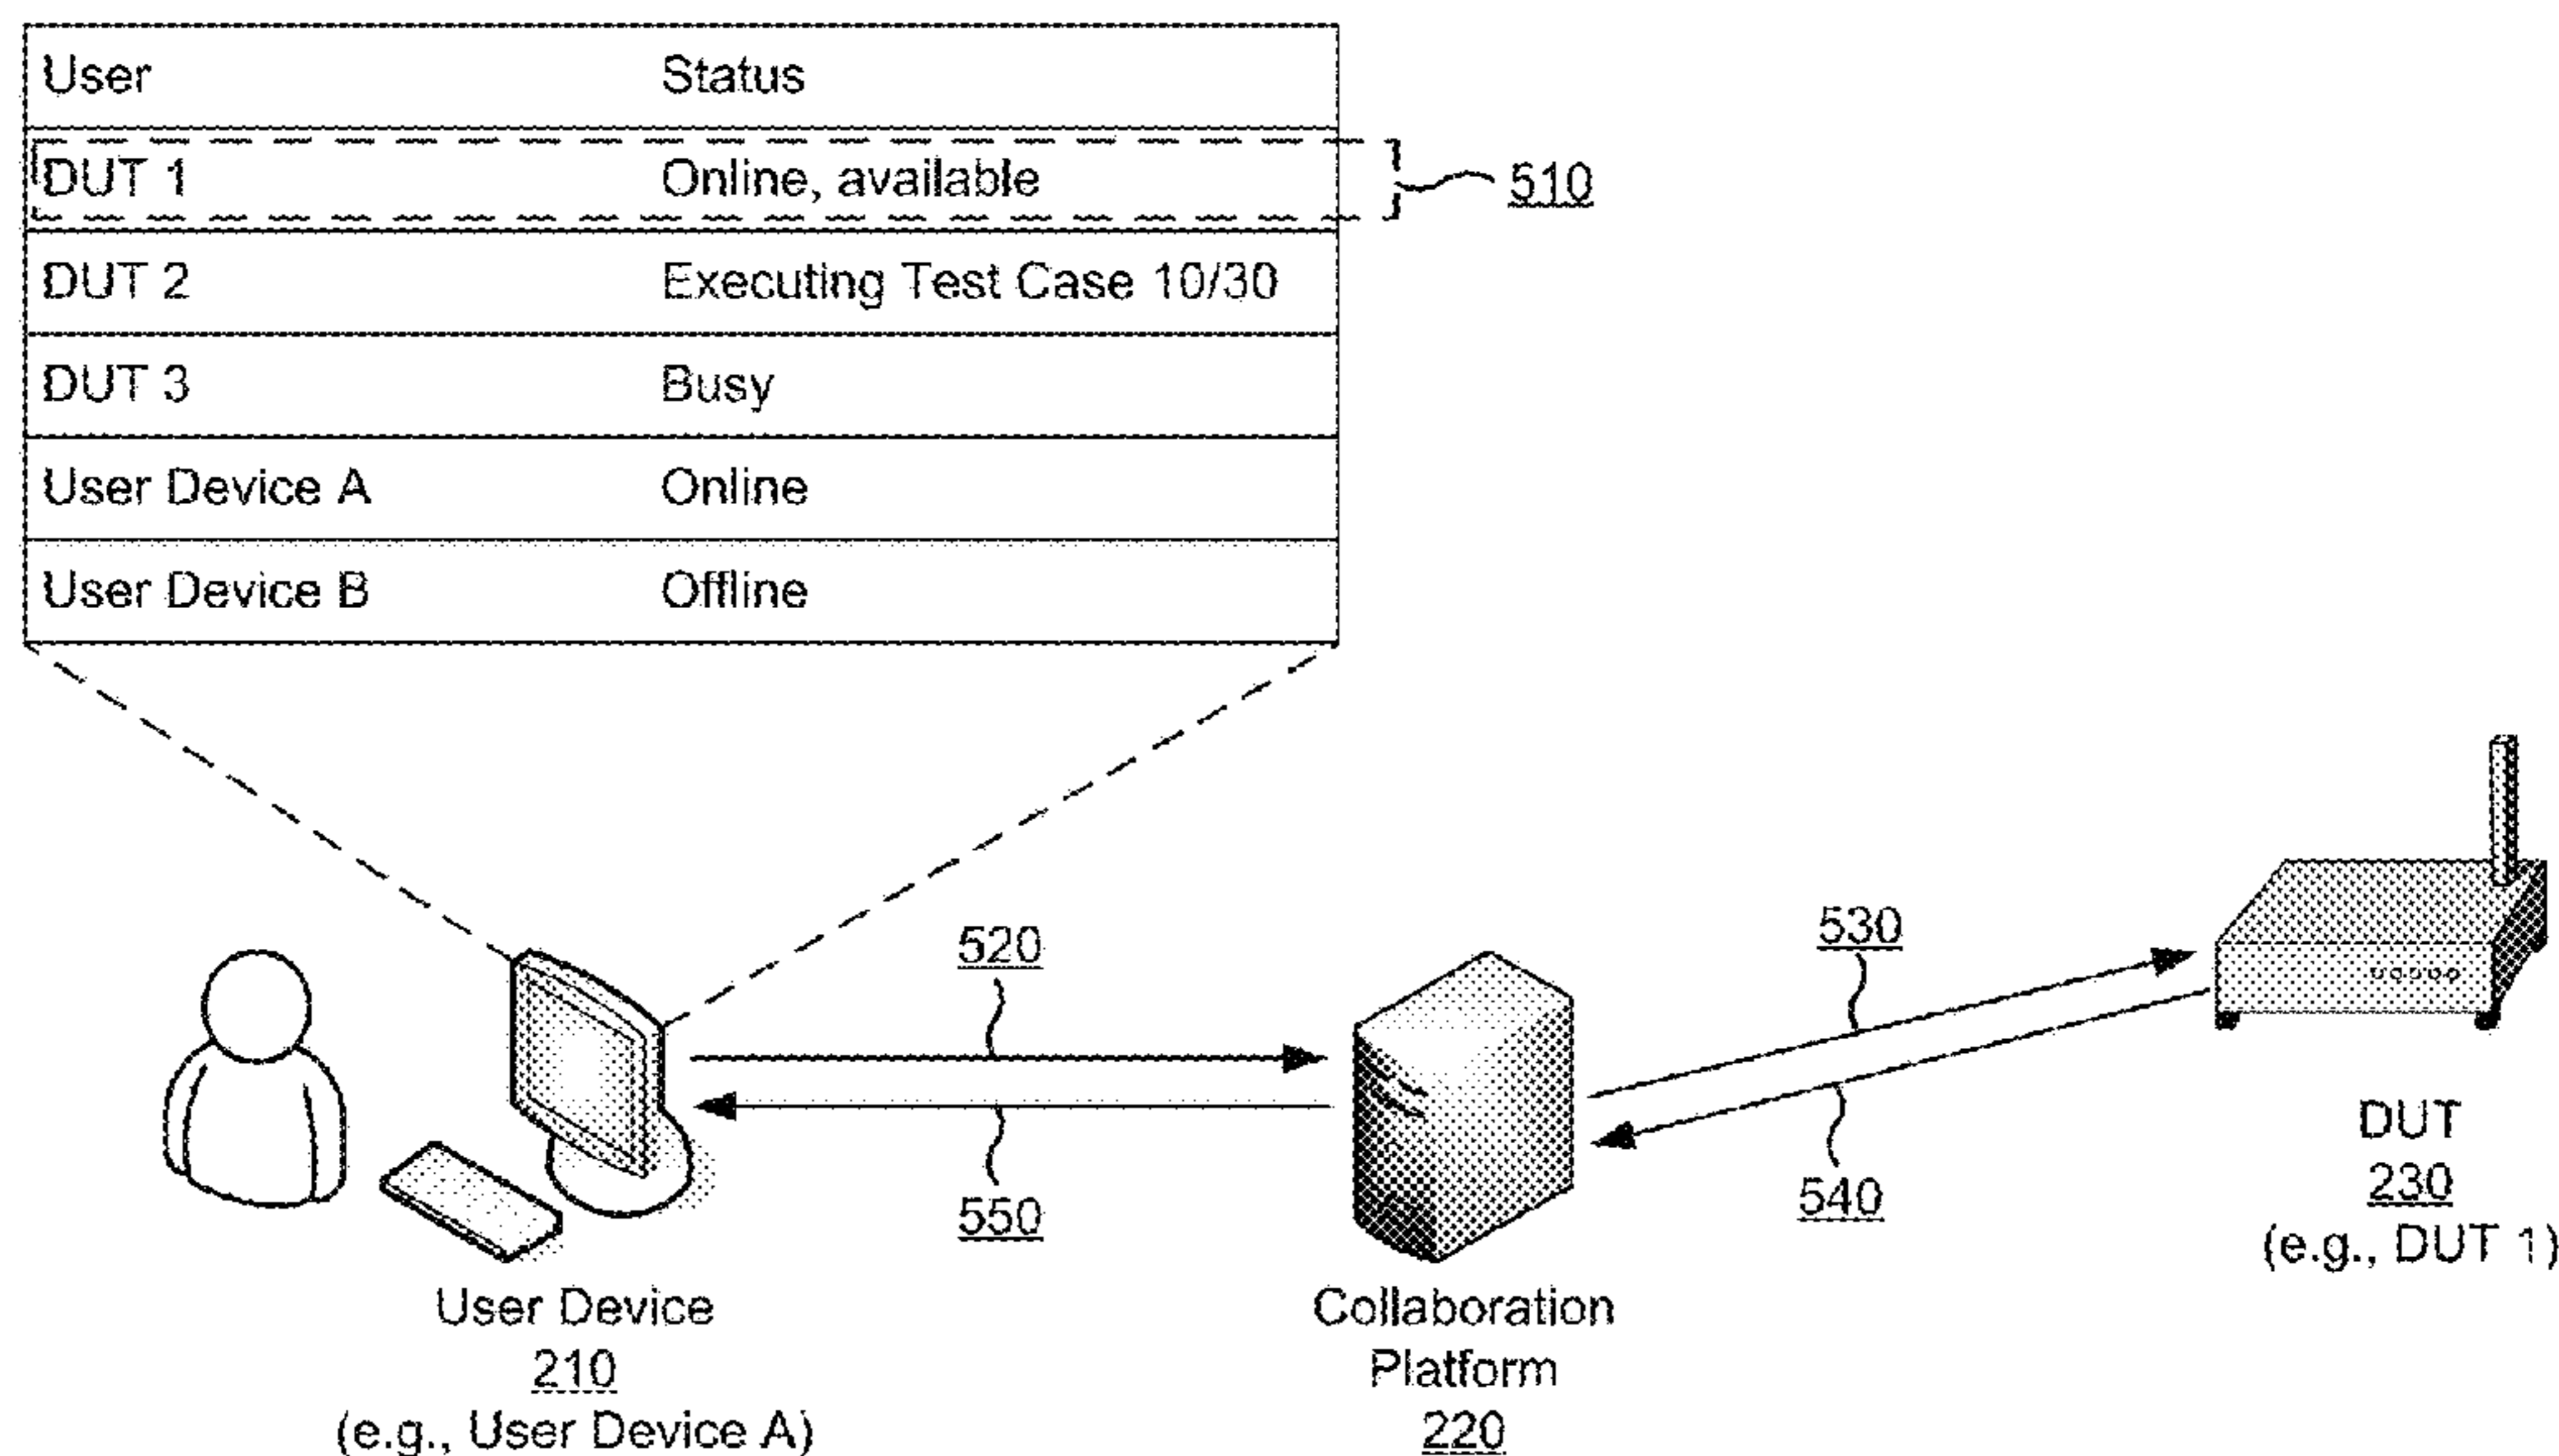 User Status
DUT 1 Online, available
510
DUT 2 Executing Test Case 10/30
DUT 3 Busy
User Device A Online
User Device B Offline
520
530
550
540
User Device
210
(e.g., User Device A)
Collaboration
Platform
220
DUT
230
(e.g., DUT 1)